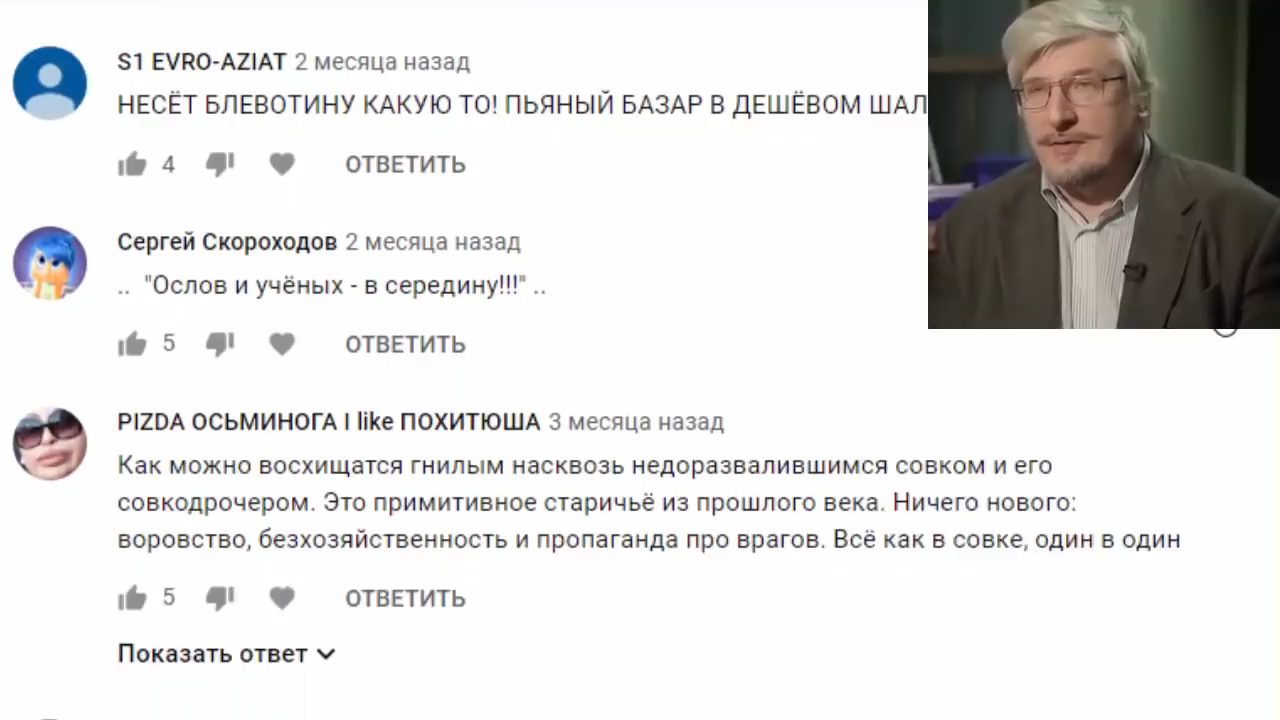 S1 EVRO-AZIAT 2 месяца назад
НЕСЁТ БЛЕВОТИНУ КАКУЮ ТО! ПЬЯНЫЙ БАЗАР В ДЕШЁВОМ ШАЛ
4 ОТВЕТИТЬ
Сергей Скороходов 2 месяца назад
.. "Ослов и учёных - в середину!!!" ..
5 ОТВЕТИТЬ
PIZDA ОСЬМИНОГА I like ПОХИТЮША 3 месяца назад
Как можно восхищатся гнилым насквозь недоразвалившимся совком и его
совкодрочером. Это примитивное старичьё из прошлого века. Ничего нового:
воровство, безхозяйственность и пропаганда про врагов. Всё как в совке, один в один
5 ОТВЕТИТЬ
Показать ответ